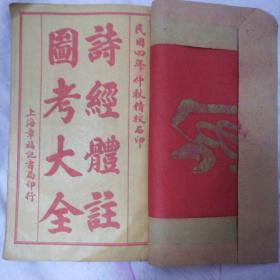 民國四年仲秋精校石印
詩經體註
圖考大全
上海章福記書局印行